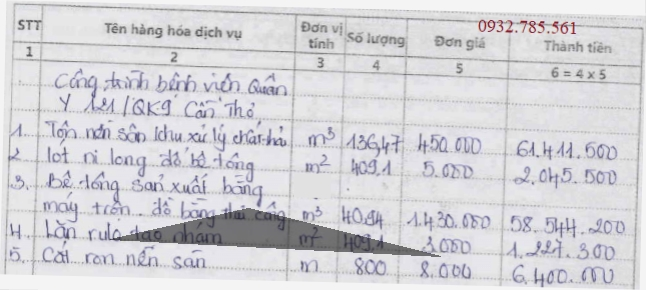 0932.785.561
STT Tên hàng hóa dịch vụ Đơn vị tính Số lượng Đơn giá Thành tiền
1 2 3 4 5 6 = 4 x 5
Công trình bệnh viện Quân
Y 121/QK9 Cần Thơ
1. Tôn nền sân khu xử lý chất thải m³ 136,47 450.000 61.411.500
2 lót ni long đổ bê tông m² 409,1 5.000 2.045.500
3. Bê tông sản xuất bằng
máy trộn đổ bằng thủ công m³ 40,94 1.430.000 58.544.200
4. Lăn rulo tạo nhám m² 409,1 3.000 1.227.300
5. Cắt ron nền sân m 800 8.000 6.400.000